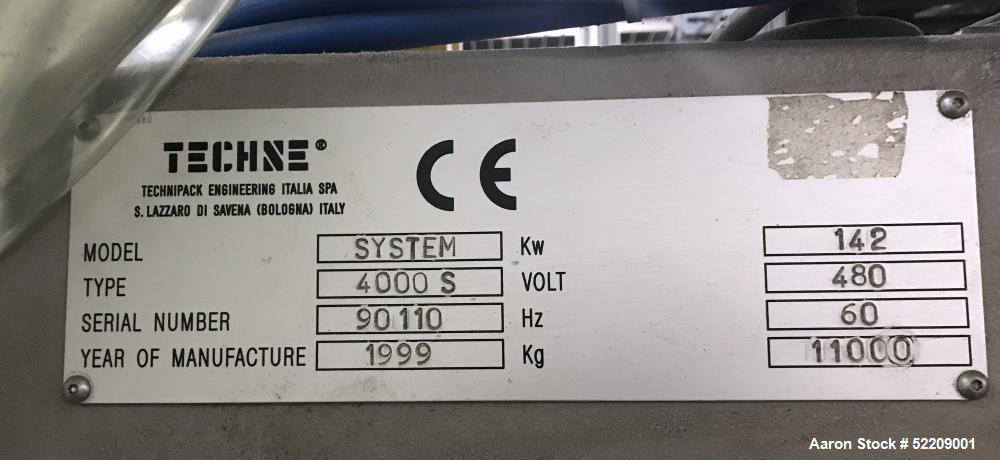 TECHNE®
TECHNIPACK ENGINEERING ITALIA SPA
S. LAZZARO DI SAVENA (BOLOGNA) ITALY
CE
MODEL SYSTEM Kw 142
TYPE 4000 S VOLT 480
SERIAL NUMBER 90110 Hz 60
YEAR OF MANUFACTURE 1999 Kg 11000
Aaron Stock # 52209001